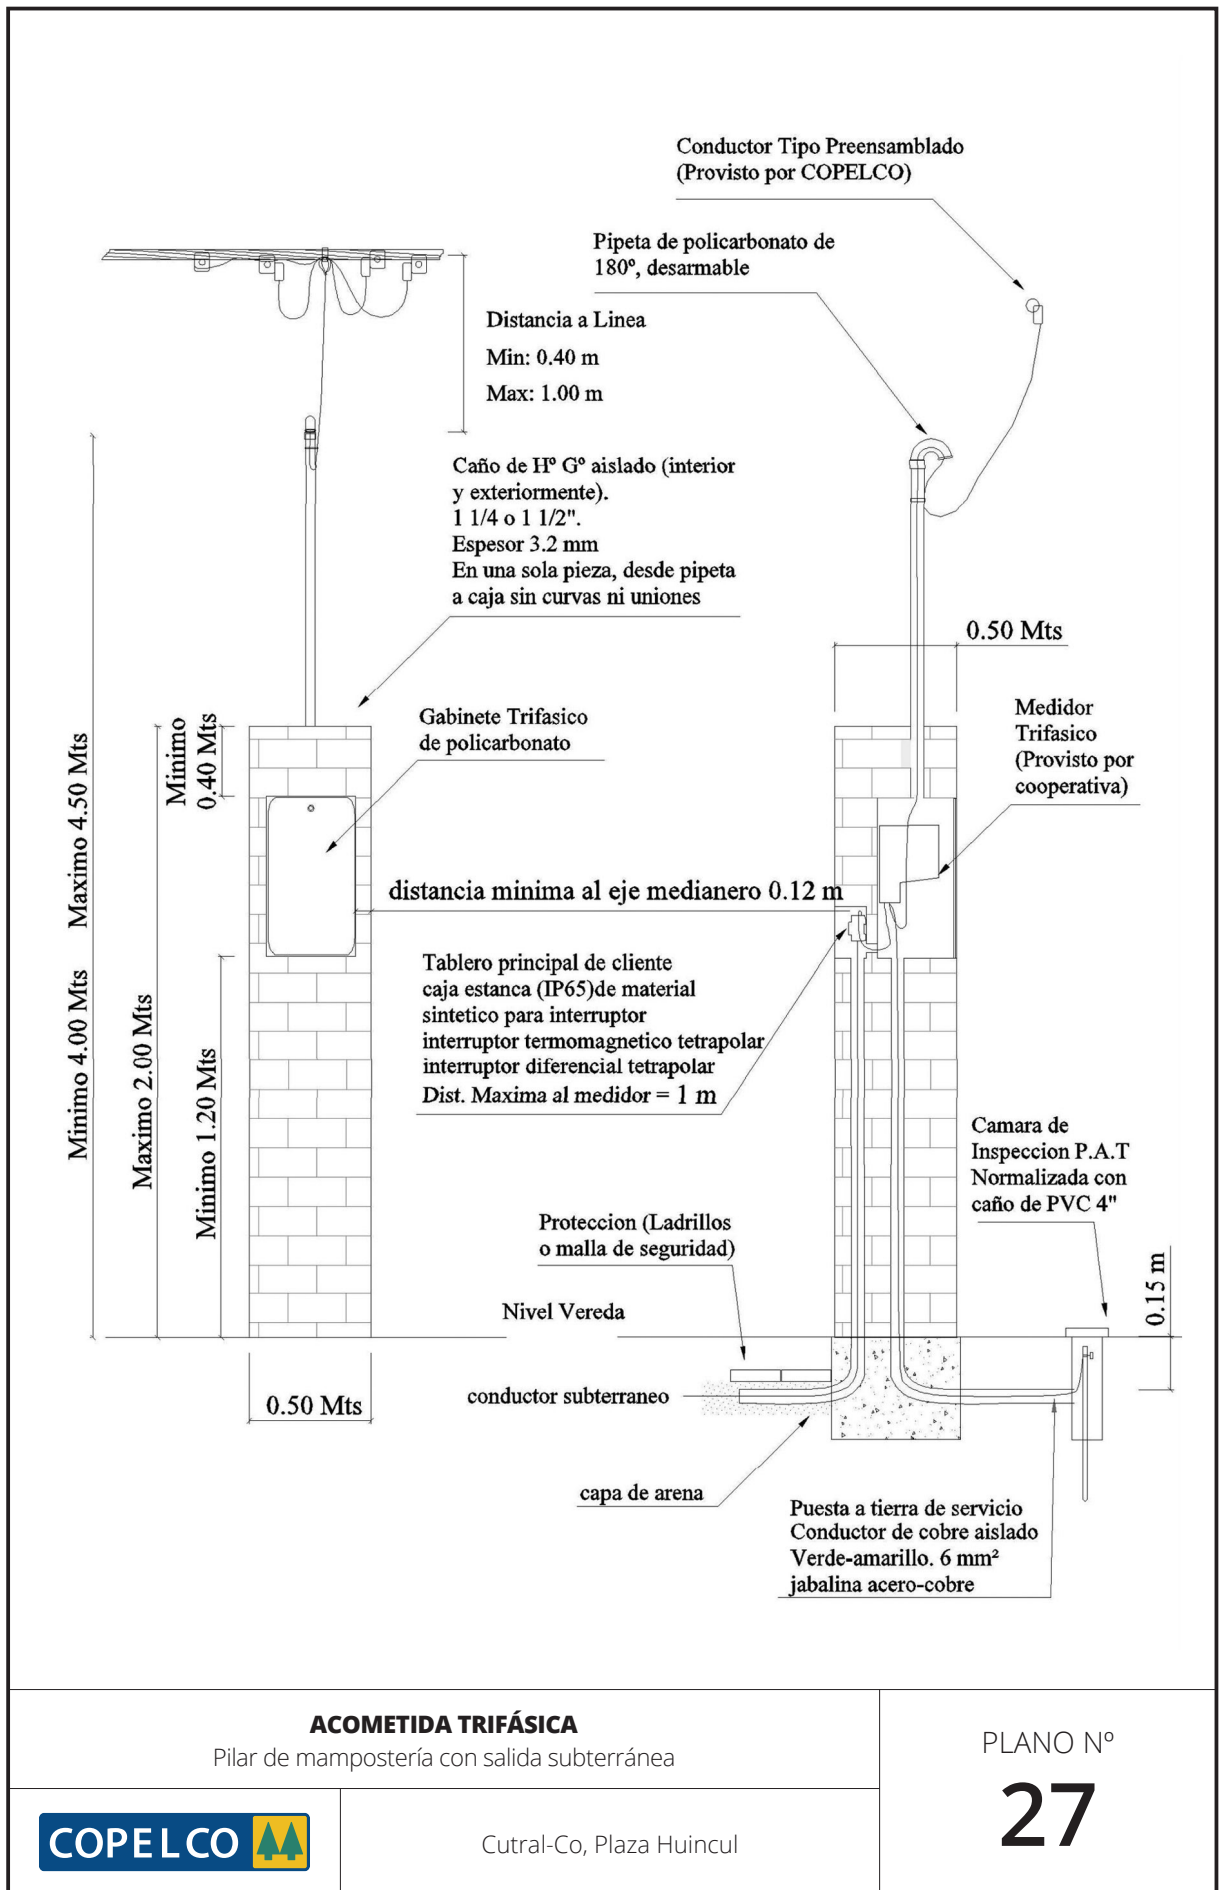 Conductor Tipo Preensamblado
(Provisto por COPELCO)
Pipeta de policarbonato de
180º, desarmable
Distancia a Linea
Min: 0.40 m
Max: 1.00 m
Caño de Hº Gº aislado (interior
y exteriormente).
1 1/4 o 1 1/2".
Espesor 3.2 mm
En una sola pieza, desde pipeta
a caja sin curvas ni uniones
0.50 Mts
Gabinete Trifasico
de policarbonato
Medidor
Trifasico
(Provisto por
cooperativa)
Minimo
0.40 Mts
Maximo 4.50 Mts
Minimo 4.00 Mts
Maximo 2.00 Mts
Minimo 1.20 Mts
distancia minima al eje medianero 0.12 m
Tablero principal de cliente
caja estanca (IP65)de material
sintetico para interruptor
interruptor termomagnetico tetrapolar
interruptor diferencial tetrapolar
Dist. Maxima al medidor = 1 m
Camara de
Inspeccion P.A.T
Normalizada con
caño de PVC 4"
Proteccion (Ladrillos
o malla de seguridad)
0.15 m
Nivel Vereda
conductor subterraneo
0.50 Mts
capa de arena
Puesta a tierra de servicio
Conductor de cobre aislado
Verde-amarillo. 6 mm²
jabalina acero-cobre
ACOMETIDA TRIFÁSICA
Pilar de mampostería con salida subterránea
PLANO Nº
27
COPELCO
Cutral-Co, Plaza Huincul